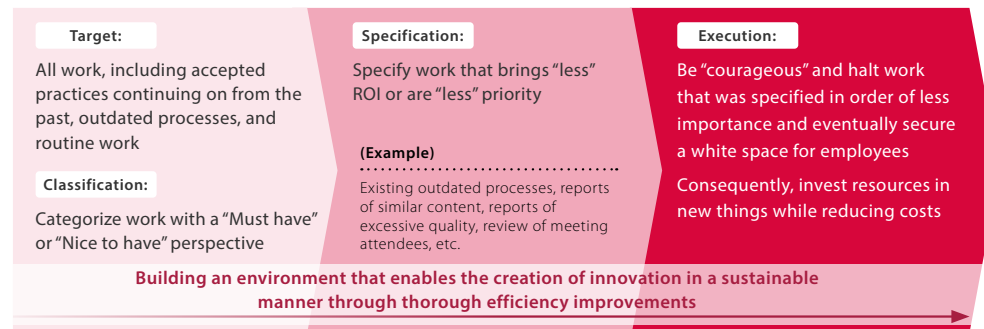 Target:
All work, including accepted
practices continuing on from the
past, outdated processes, and
routine work
Classification:
Categorize work with a “Must have”
or “Nice to have” perspective
Specification:
Specify work that brings “less”
ROI or are “less” priority
(Example)
Existing outdated processes, reports
of similar content, reports of
excessive quality, review of meeting
attendees, etc.
Execution:
Be “courageous” and halt work
that was specified in order of less
importance and eventually secure
a white space for employees
Consequently, invest resources in
new things while reducing costs
Building an environment that enables the creation of innovation in a sustainable
manner through thorough efficiency improvements